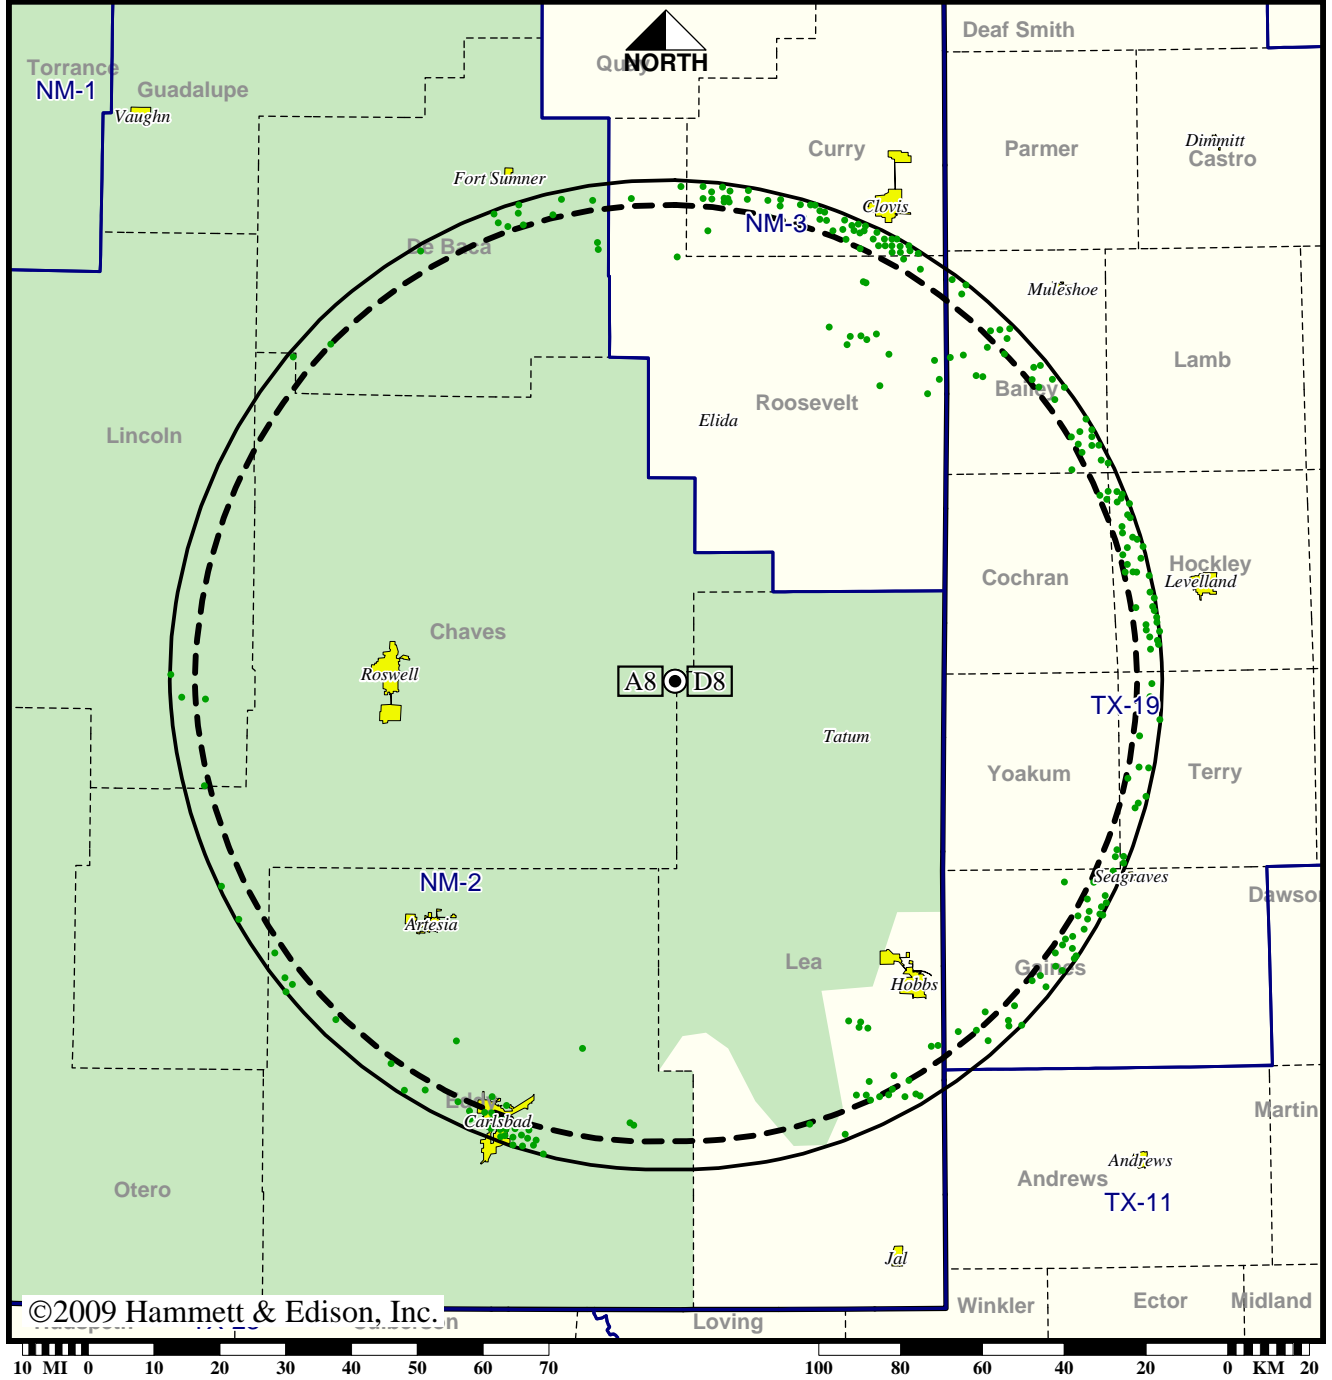 Deaf Smith
Torrance
Quay
NORTH
NM-1
Guadalupe
Vaughn
Curry
Parmer
Dimmitt
Castro
Fort Sumner
Clovis
NM-3
De Baca
Muleshoe
Lamb
Bailey
Roosevelt
Elida
Lincoln
Hockley
Cochran
Levelland
Chaves
Roswell
A8
D8
TX-19
Tatum
Yoakum
Terry
NM-2
Seagraves
Dawson
Artesia
Lea
Gaines
Hobbs
Eddy
Carlsbad
Martin
Andrews
Andrews
Otero
TX-11
Jal
©2009 Hammett & Edison, Inc.
Winkler
Ector
Midland
Hudspeth
Culberson
Loving
10 MI 0 10 20 30 40 50 60 70
100 80 60 40 20 0 KM 20